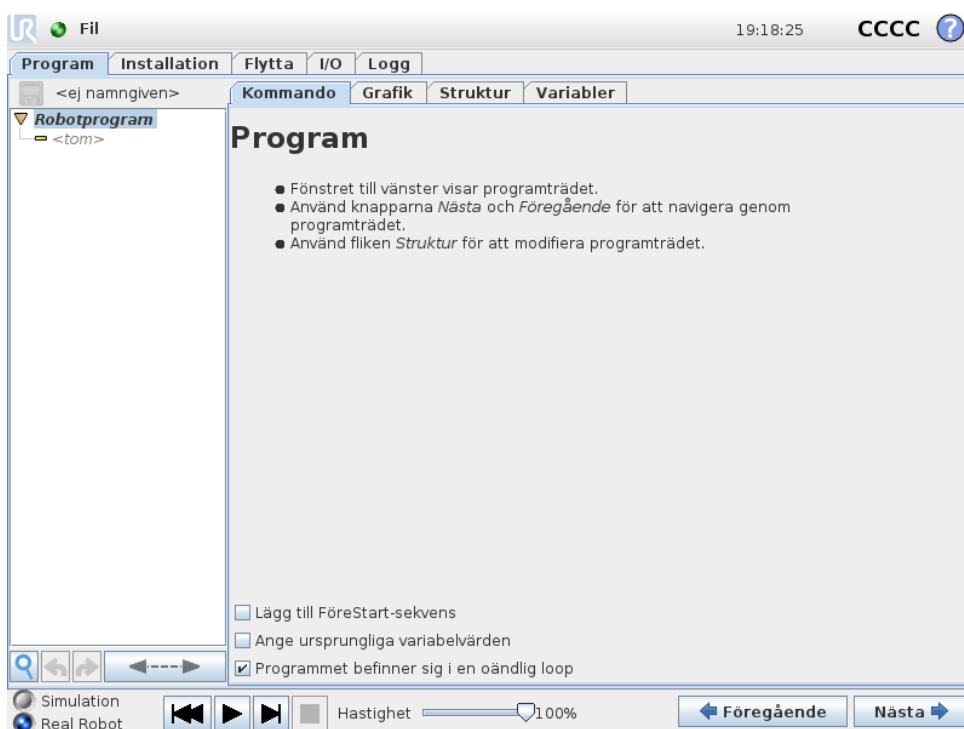 UR Fil 19:18:25 CCCC ?
Program Installation Flytta I/O Logg
<ej namngiven> Kommando Grafik Struktur Variabler
Robotprogram
<tom>
Program
Fönstret till vänster visar programträdet.
Använd knapparna Nästa och Föregående för att navigera genom
programträdet.
Använd fliken Struktur för att modifiera programträdet.
Lägg till FöreStart-sekvens
Ange ursprungliga variabelvärden
Programmet befinner sig i en oändlig loop
Simulation
Real Robot
Hastighet 100% Föregående Nästa